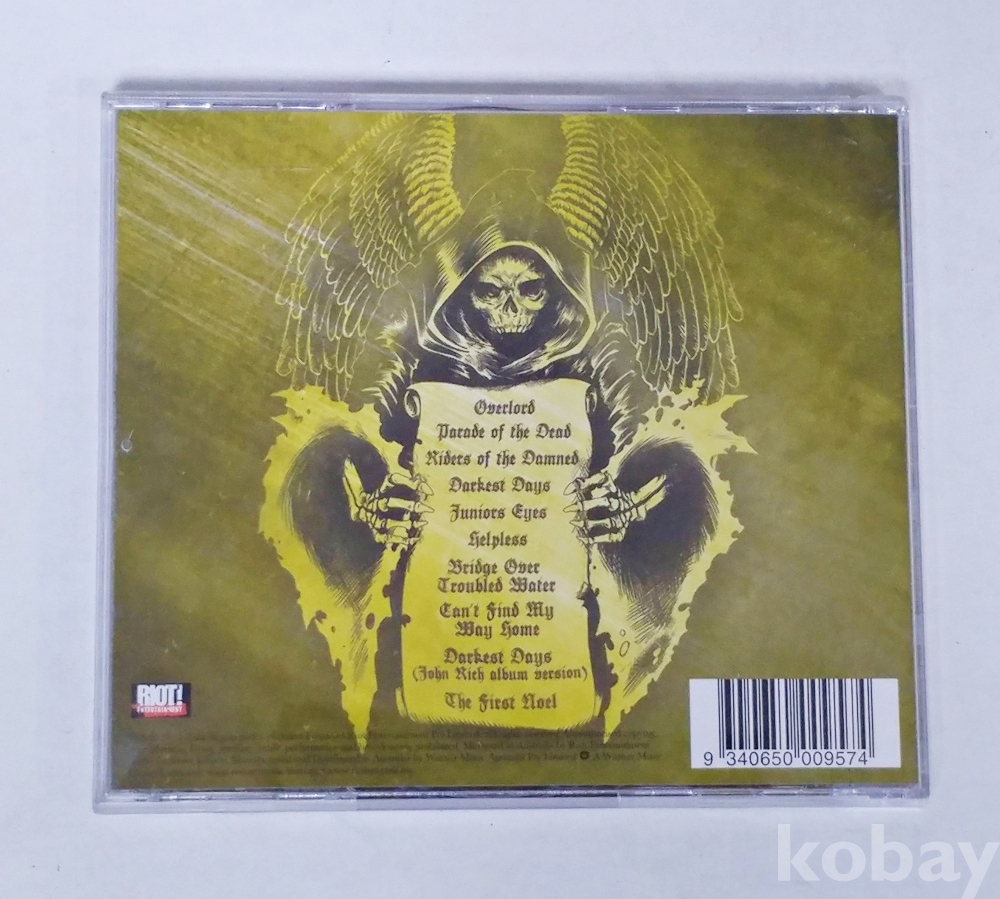 Overlord
Parade of the Dead
Riders of the Damned
Darkest Days
Juniors Eyes
Helpless
Bridge Over
Troubled Water
Can't Find My
Way Home
Darkest Days
(John Rich album version)
The First Noel
RIOT!
ENTERTAINMENT
9 340650 009574
kobay